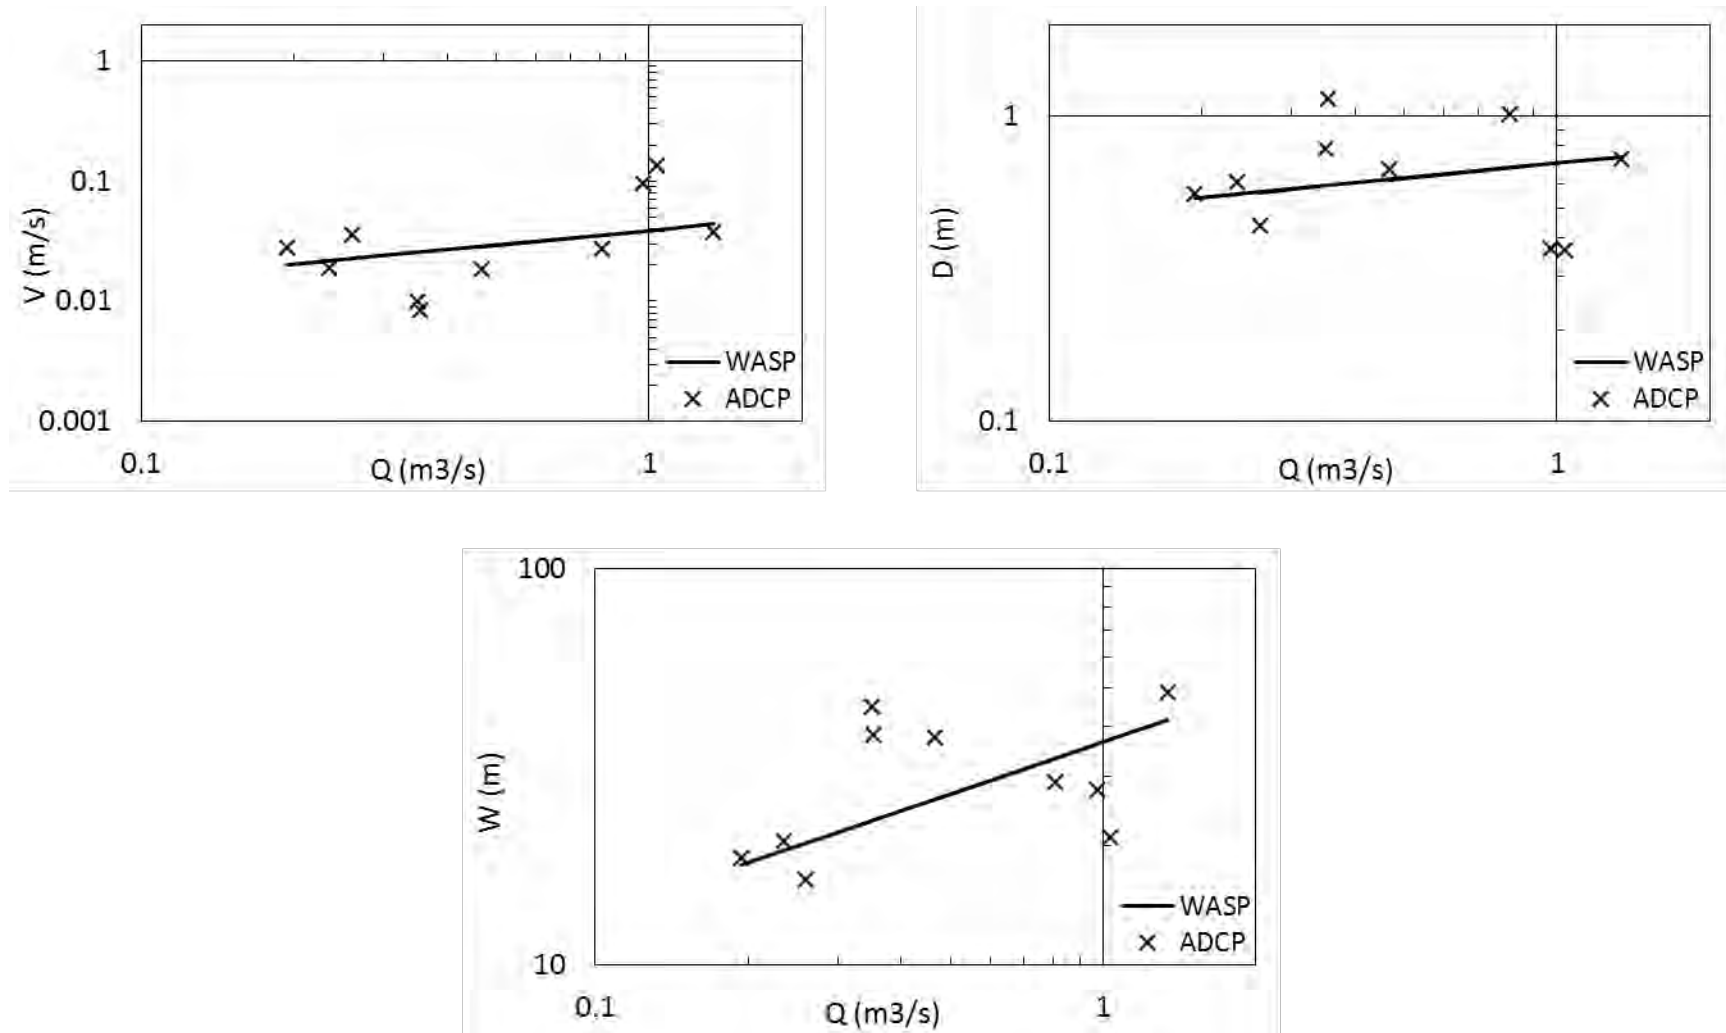 1
0.1
0.01
0.001
V (m/s)
0.1
1
Q (m3/s)
WASP
ADCP
1
0.1
D (m)
0.1
1
Q (m3/s)
WASP
ADCP
100
10
W (m)
0.1
1
Q (m3/s)
WASP
ADCP